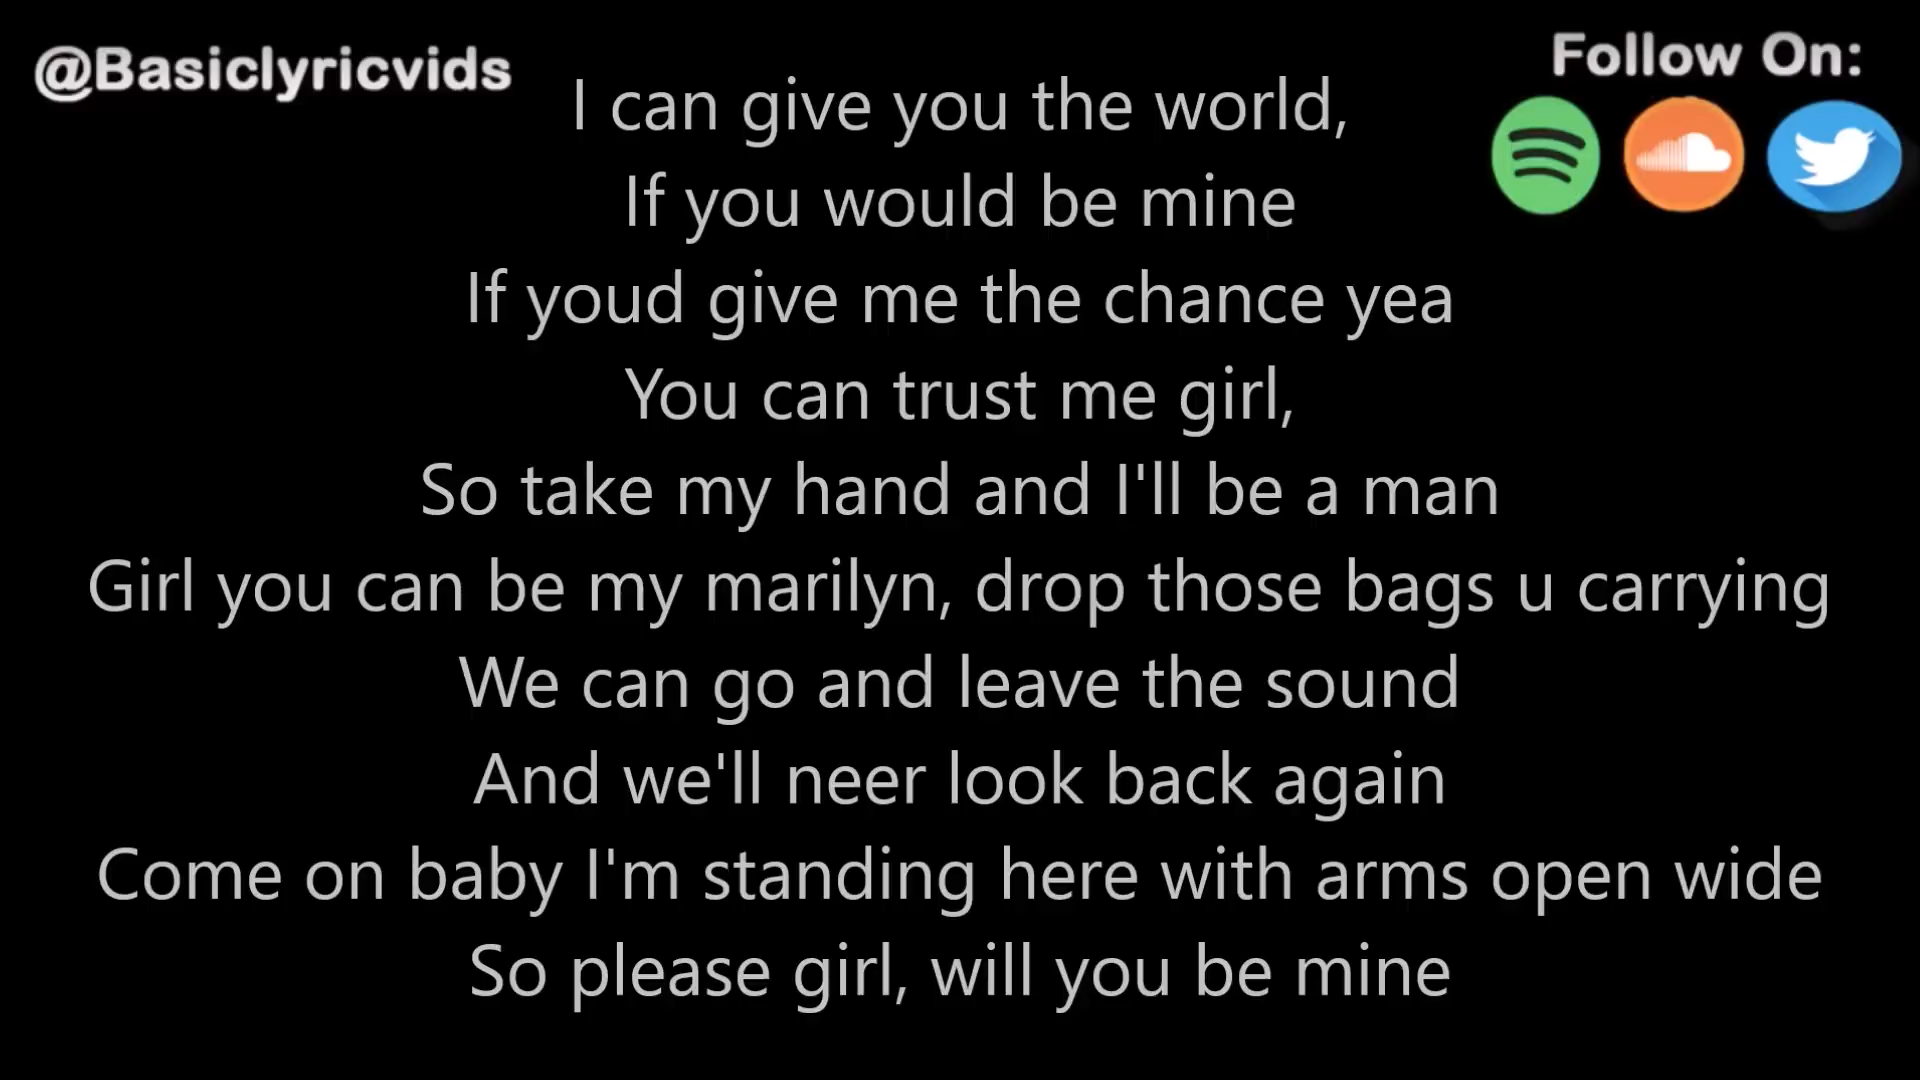 @Basiclyricvids
Follow On:
I can give you the world,
If you would be mine
If youd give me the chance yea
You can trust me girl,
So take my hand and I'll be a man
Girl you can be my marilyn, drop those bags u carrying
We can go and leave the sound
And we'll neer look back again
Come on baby I'm standing here with arms open wide
So please girl, will you be mine